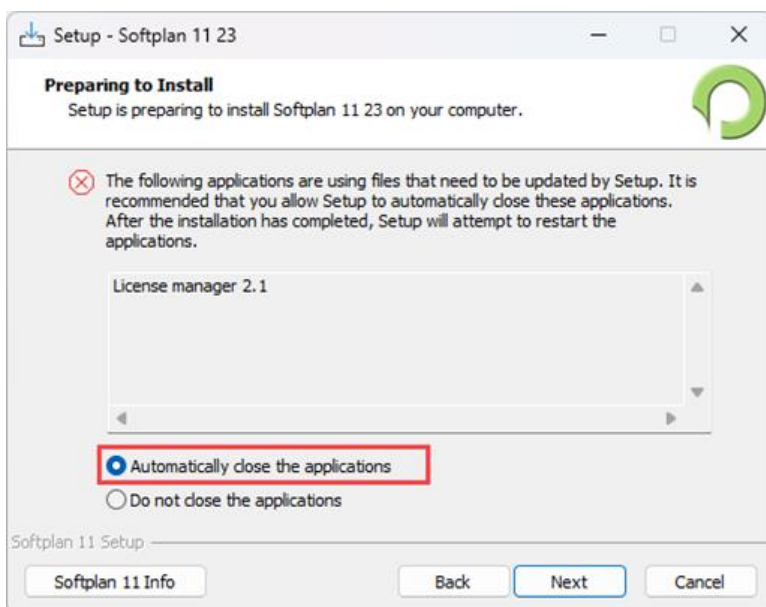 Setup - Softplan 11 23
Preparing to Install
Setup is preparing to install Softplan 11 23 on your computer.
The following applications are using files that need to be updated by Setup. It is
recommended that you allow Setup to automatically close these applications.
After the installation has completed, Setup will attempt to restart the
applications.
License manager 2.1
Automatically close the applications
Do not close the applications
Softplan 11 Setup
Softplan 11 Info
Back
Next
Cancel